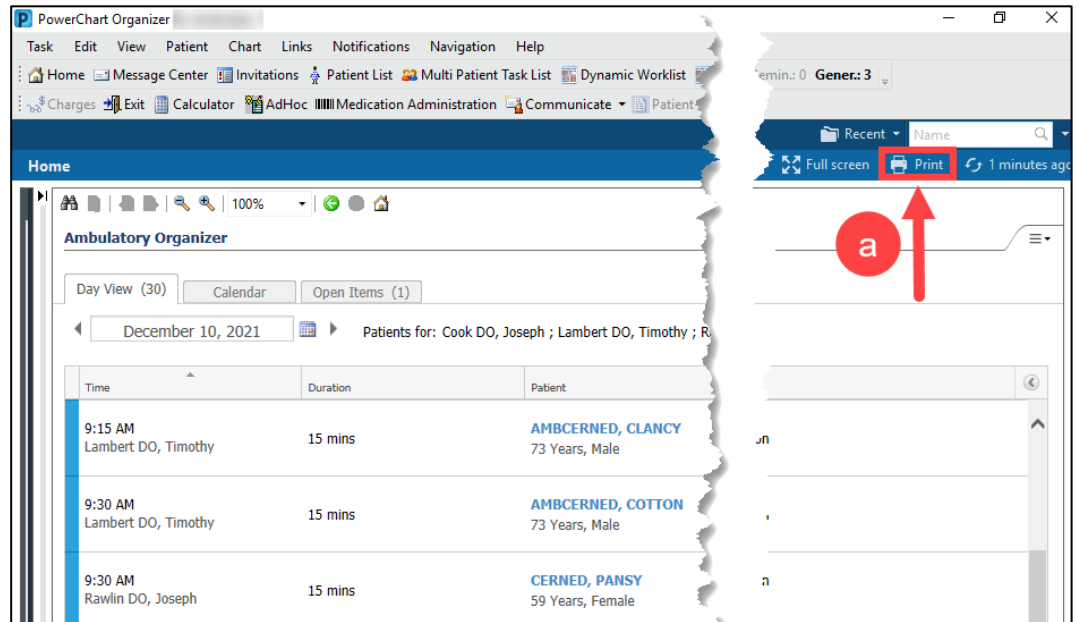 PowerChart Organizer
Task Edit View Patient Chart Links Notifications Navigation Help
Home Message Center Invitations Patient List Multi Patient Task List Dynamic Worklist emin.: 0 Gener.: 3
Charges Exit Calculator AdHoc Medication Administration Communicate Patient
Recent Name
Home Full screen Print 1 minutes ago
100%
Ambulatory Organizer
a
Day View (30) Calendar Open Items (1)
December 10, 2021 Patients for: Cook DO, Joseph ; Lambert DO, Timothy ; R
Time Duration Patient
9:15 AM
Lambert DO, Timothy
15 mins
AMBCERNED, CLANCY
73 Years, Male
on
9:30 AM
Lambert DO, Timothy
15 mins
AMBCERNED, COTTON
73 Years, Male
9:30 AM
Rawlin DO, Joseph
15 mins
CERNED, PANSY
59 Years, Female